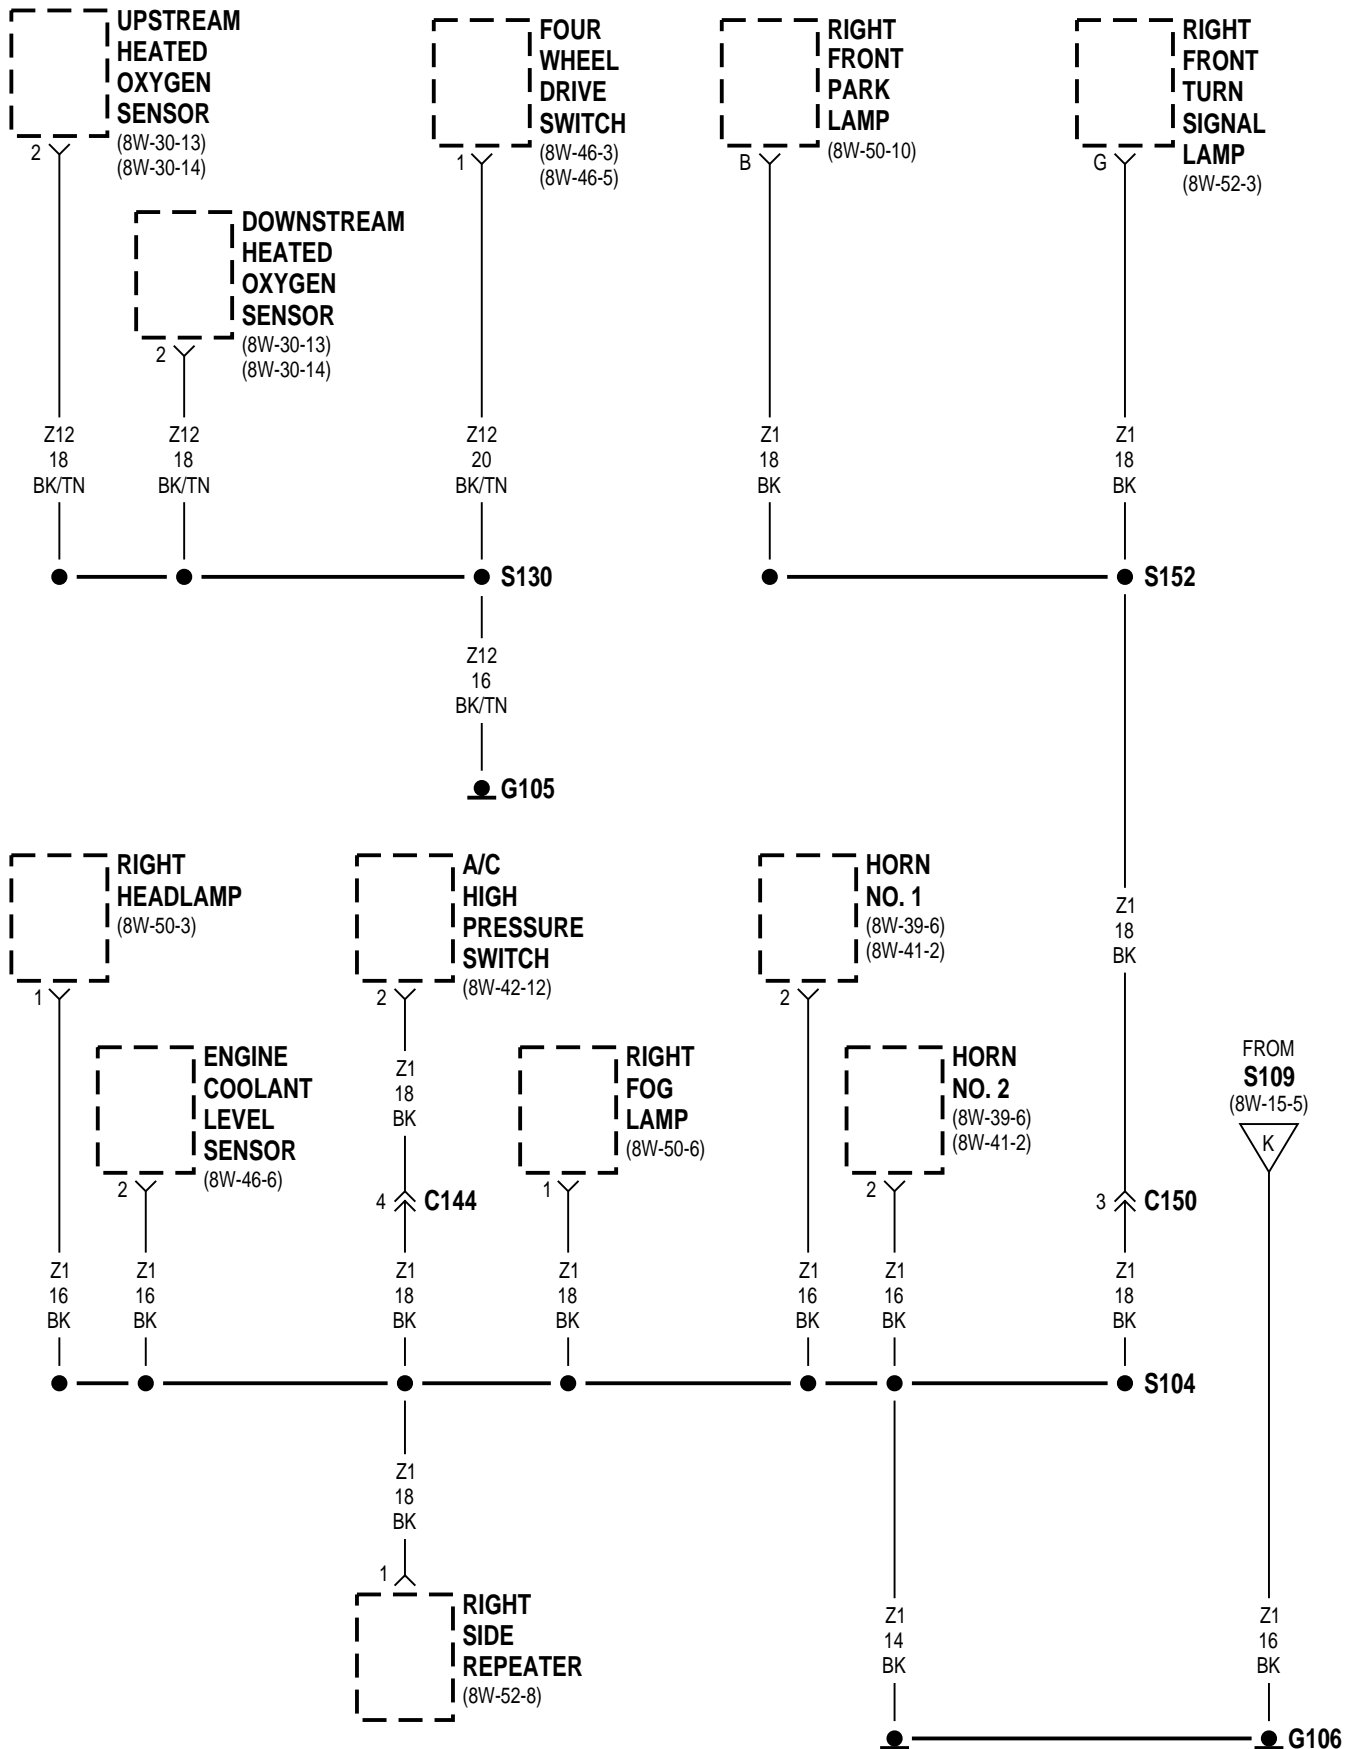 UPSTREAM
HEATED
OXYGEN
SENSOR
(8W-30-13)
(8W-30-14)
2
FOUR
WHEEL
DRIVE
SWITCH
(8W-46-3)
(8W-46-5)
1
RIGHT
FRONT
PARK
LAMP
(8W-50-10)
B
RIGHT
FRONT
TURN
SIGNAL
LAMP
(8W-52-3)
G
DOWNSTREAM
HEATED
OXYGEN
SENSOR
(8W-30-13)
(8W-30-14)
2
Z12
18
BK/TN
Z12
18
BK/TN
Z12
20
BK/TN
Z1
18
BK
Z1
18
BK
S130
S152
Z12
16
BK/TN
G105
RIGHT
HEADLAMP
(8W-50-3)
1
A/C
HIGH
PRESSURE
SWITCH
(8W-42-12)
2
HORN
NO. 1
(8W-39-6)
(8W-41-2)
2
Z1
18
BK
ENGINE
COOLANT
LEVEL
SENSOR
(8W-46-6)
2
Z1
18
BK
RIGHT
FOG
LAMP
(8W-50-6)
1
HORN
NO. 2
(8W-39-6)
(8W-41-2)
2
FROM
S109
(8W-15-5)
K
4
C144
3
C150
Z1
16
BK
Z1
16
BK
Z1
18
BK
Z1
18
BK
Z1
16
BK
Z1
16
BK
Z1
18
BK
S104
Z1
18
BK
1
RIGHT
SIDE
REPEATER
(8W-52-8)
Z1
14
BK
Z1
16
BK
G106